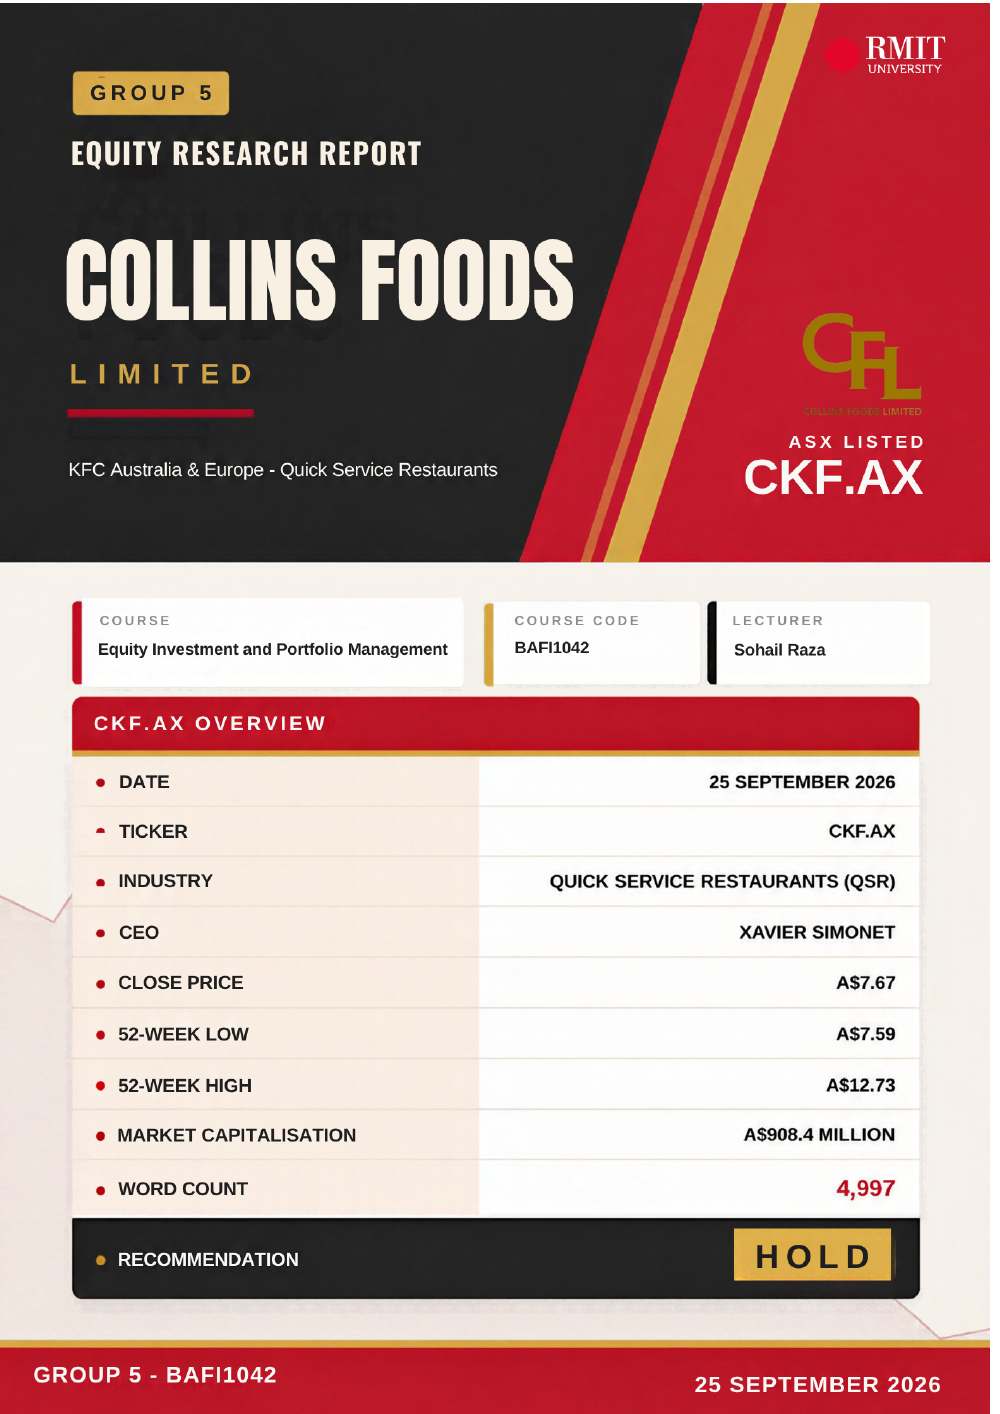 RMIT
UNIVERSITY
GROUP 5
EQUITY RESEARCH REPORT
COLLINS FOODS
LIMITED
KFC Australia & Europe - Quick Service Restaurants
CFL
COLLINS FOODS LIMITED
ASX LISTED
CKF.AX
COURSE
Equity Investment and Portfolio Management
COURSE CODE
BAFI1042
LECTURER
Sohail Raza
CKF.AX OVERVIEW
DATE 25 SEPTEMBER 2026
TICKER CKF.AX
INDUSTRY QUICK SERVICE RESTAURANTS (QSR)
CEO XAVIER SIMONET
CLOSE PRICE A$7.67
52-WEEK LOW A$7.59
52-WEEK HIGH A$12.73
MARKET CAPITALISATION A$908.4 MILLION
WORD COUNT 4,997
RECOMMENDATION HOLD
GROUP 5 - BAFI1042
25 SEPTEMBER 2026